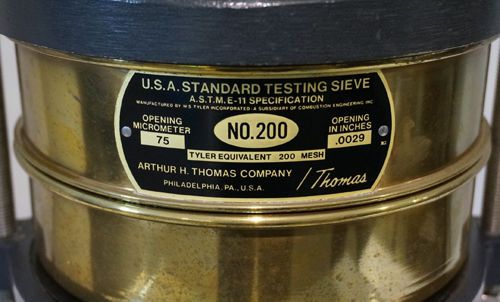 U.S.A. STANDARD TESTING SIEVE
A.S.T.M. E-11 SPECIFICATION
MANUFACTURED BY W.S. TYLER INCORPORATED · A SUBSIDIARY OF COMBUSTION ENGINEERING INC.
OPENING
MICROMETER
75
NO.200
OPENING
IN INCHES
.0029
TYLER EQUIVALENT 200 MESH
ARTHUR H. THOMAS COMPANY
PHILADELPHIA, PA., U.S.A.
Thomas